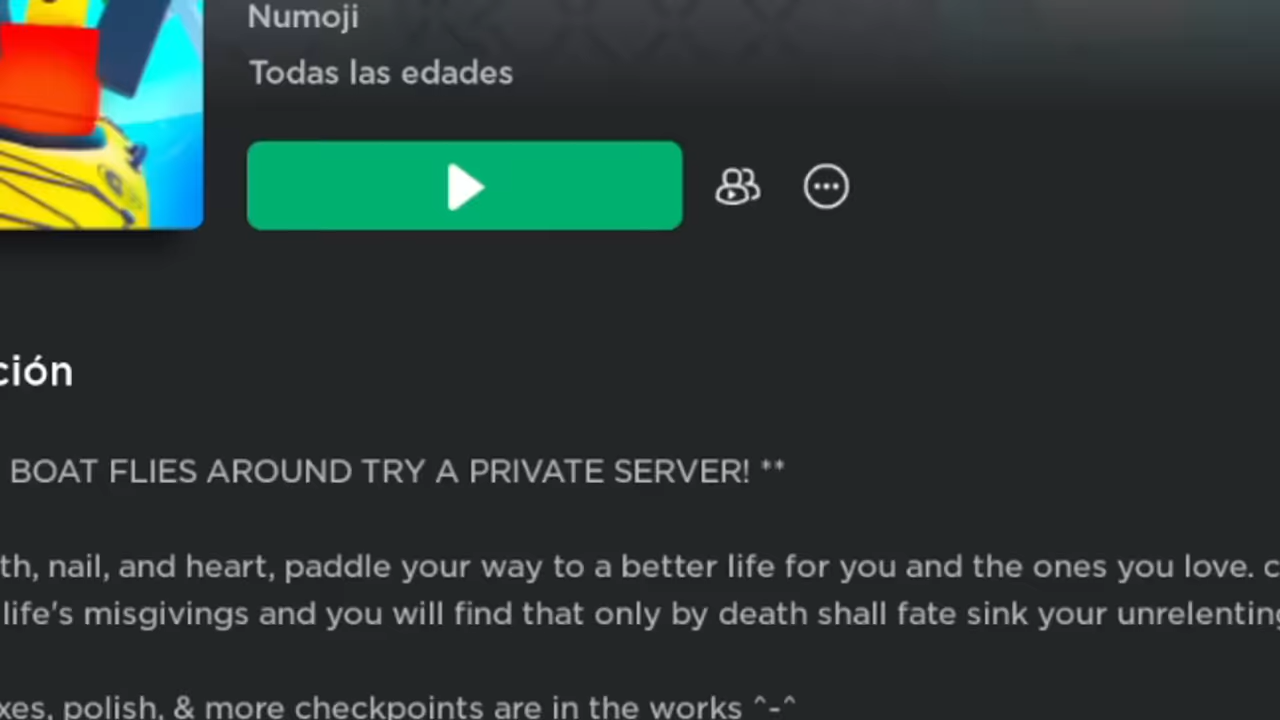 Numoji
Todas las edades
ción
BOAT FLIES AROUND TRY A PRIVATE SERVER! **
th, nail, and heart, paddle your way to a better life for you and the ones you love. c
life's misgivings and you will find that only by death shall fate sink your unrelenting
xes, polish, & more checkpoints are in the works ^-^